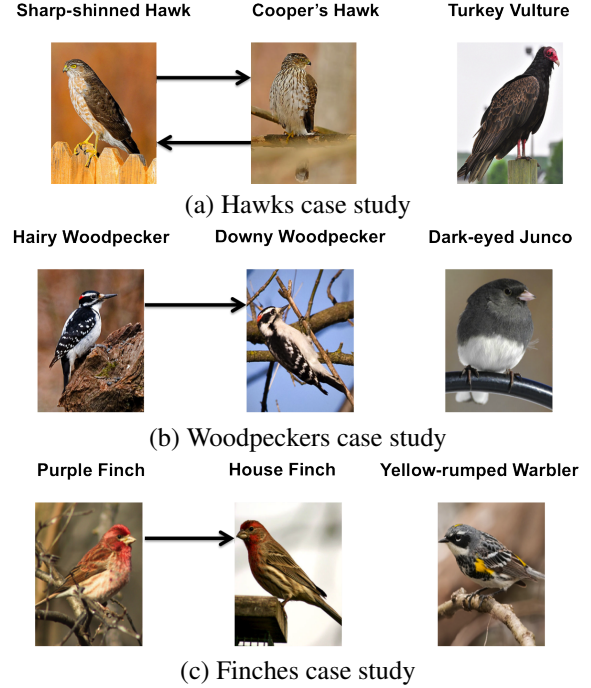 Sharp-shinned Hawk Cooper’s Hawk Turkey Vulture
(a) Hawks case study
Hairy Woodpecker Downy Woodpecker Dark-eyed Junco
(b) Woodpeckers case study
Purple Finch House Finch Yellow-rumped Warbler
(c) Finches case study